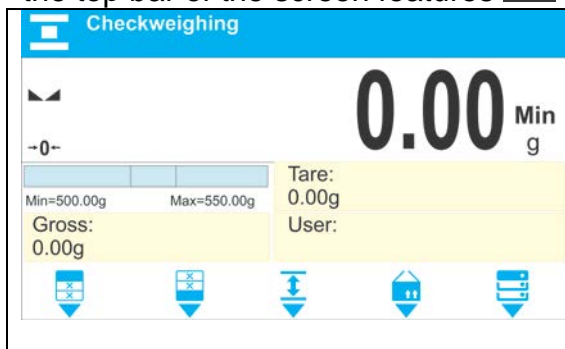 the top bar of the screen features
Checkweighing
0.00 Min
g
→0←
Min=500.00g Max=550.00g
Tare:
0.00g
Gross:
0.00g
User: